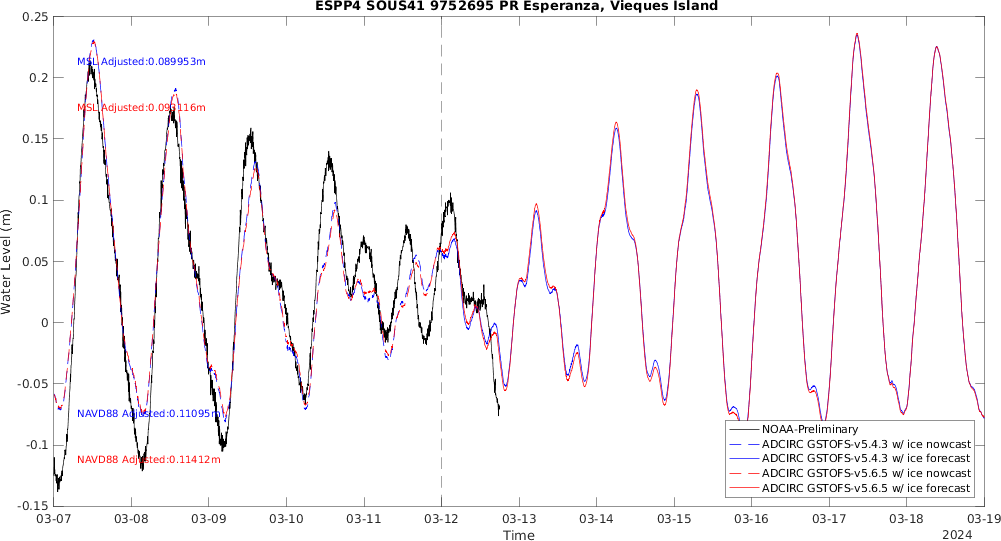 ESPP4 SOUS41 9752695 PR Esperanza, Vieques Island
Water Level (m)
0.25
0.2
0.15
0.1
0.05
0
-0.05
-0.1
-0.15
MSL Adjusted:0.089953m
MSL Adjusted:0.093116m
NAVD88 Adjusted:0.11095m
NAVD88 Adjusted:0.11412m
NOAA-Preliminary
ADCIRC GSTOFS-v5.4.3 w/ ice nowcast
ADCIRC GSTOFS-v5.4.3 w/ ice forecast
ADCIRC GSTOFS-v5.6.5 w/ ice nowcast
ADCIRC GSTOFS-v5.6.5 w/ ice forecast
03-07 03-08 03-09 03-10 03-11 03-12 03-13 03-14 03-15 03-16 03-17 03-18 03-19
Time
2024